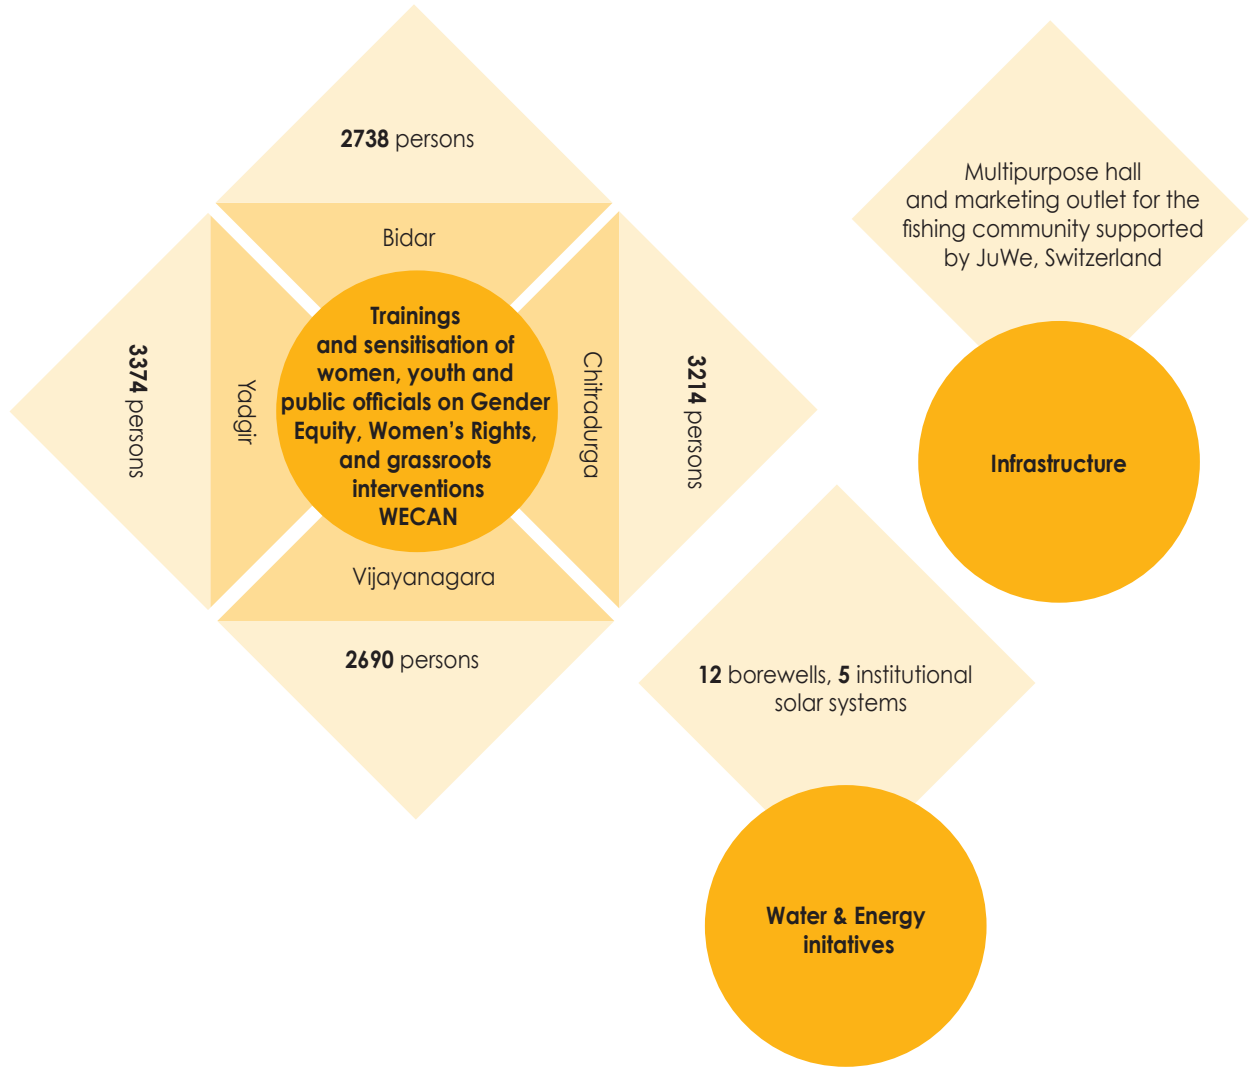 2738 persons
Bidar
3374 persons
Yadgir
Trainings
and sensitisation of
women, youth and
public officials on Gender
Equity, Women's Rights,
and grassroots
interventions
WECAN
Chitradurga
3214 persons
Vijayanagara
2690 persons
Multipurpose hall
and marketing outlet for the
fishing community supported
by JuWe, Switzerland
Infrastructure
12 borewells, 5 institutional
solar systems
Water & Energy
initatives